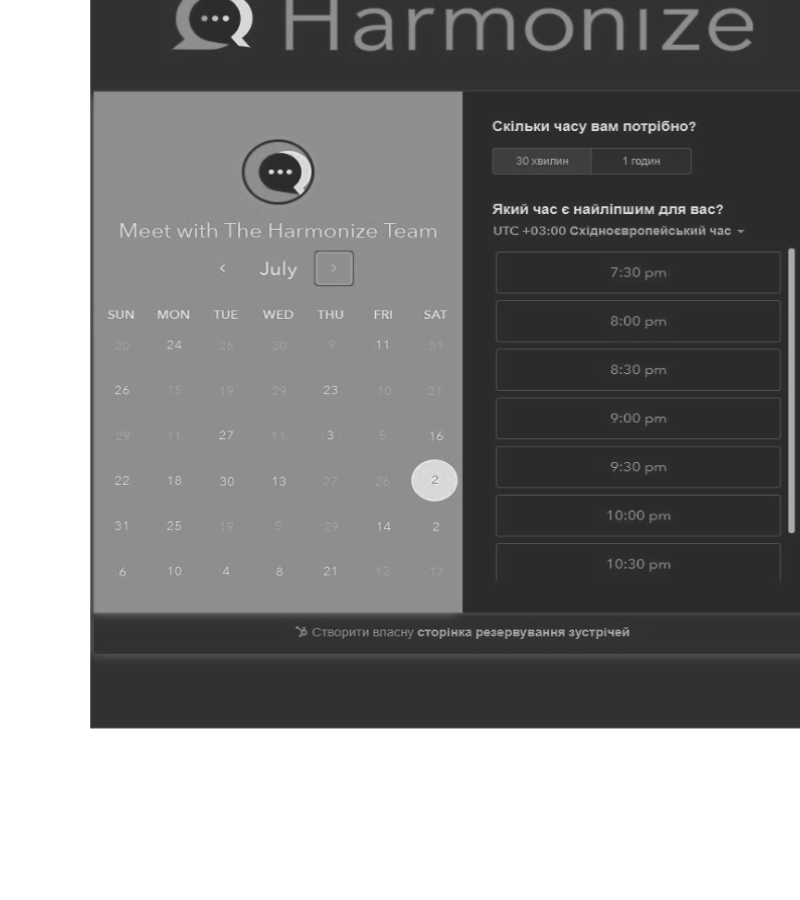 Harmonize
Meet with The Harmonize Team
July
SUN MON TUE WED THU FRI SAT
20 24 26 30 9 11 31
26 15 19 29 23 10 21
29 11 27 11 3 5 16
22 18 30 13 27 26 2
31 25 19 5 29 14 2
6 10 4 8 21 12 17
Скільки часу вам потрібно?
30 хвилин 1 годин
Який час є найліпшим для вас?
UTC +03:00 Східноєвропейський час
7:30 pm
8:00 pm
8:30 pm
9:00 pm
9:30 pm
10:00 pm
10:30 pm
Створити власну сторінка резервування зустрічей